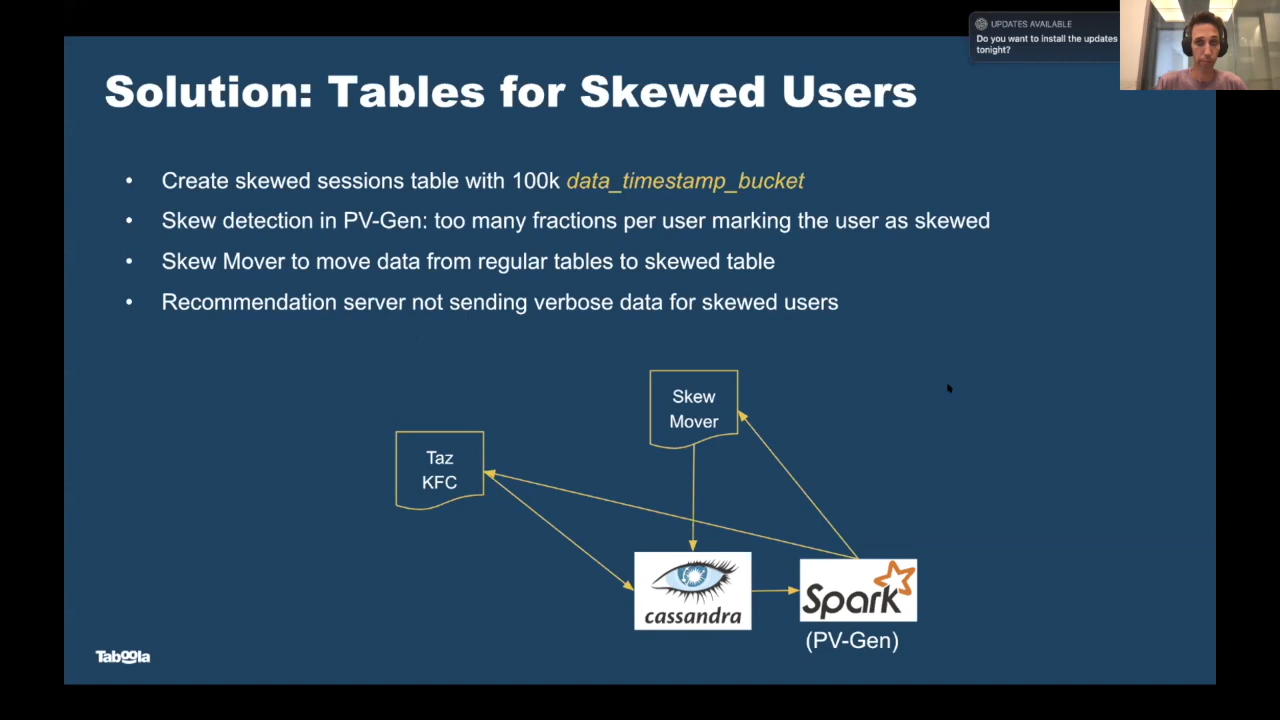 UPDATES AVAILABLE
Do you want to install the updates
tonight?
Solution: Tables for Skewed Users
• Create skewed sessions table with 100k data_timestamp_bucket
• Skew detection in PV-Gen: too many fractions per user marking the user as skewed
• Skew Mover to move data from regular tables to skewed table
• Recommendation server not sending verbose data for skewed users
Skew
Mover
Taz
KFC
cassandra
Spark
(PV-Gen)
Taboola